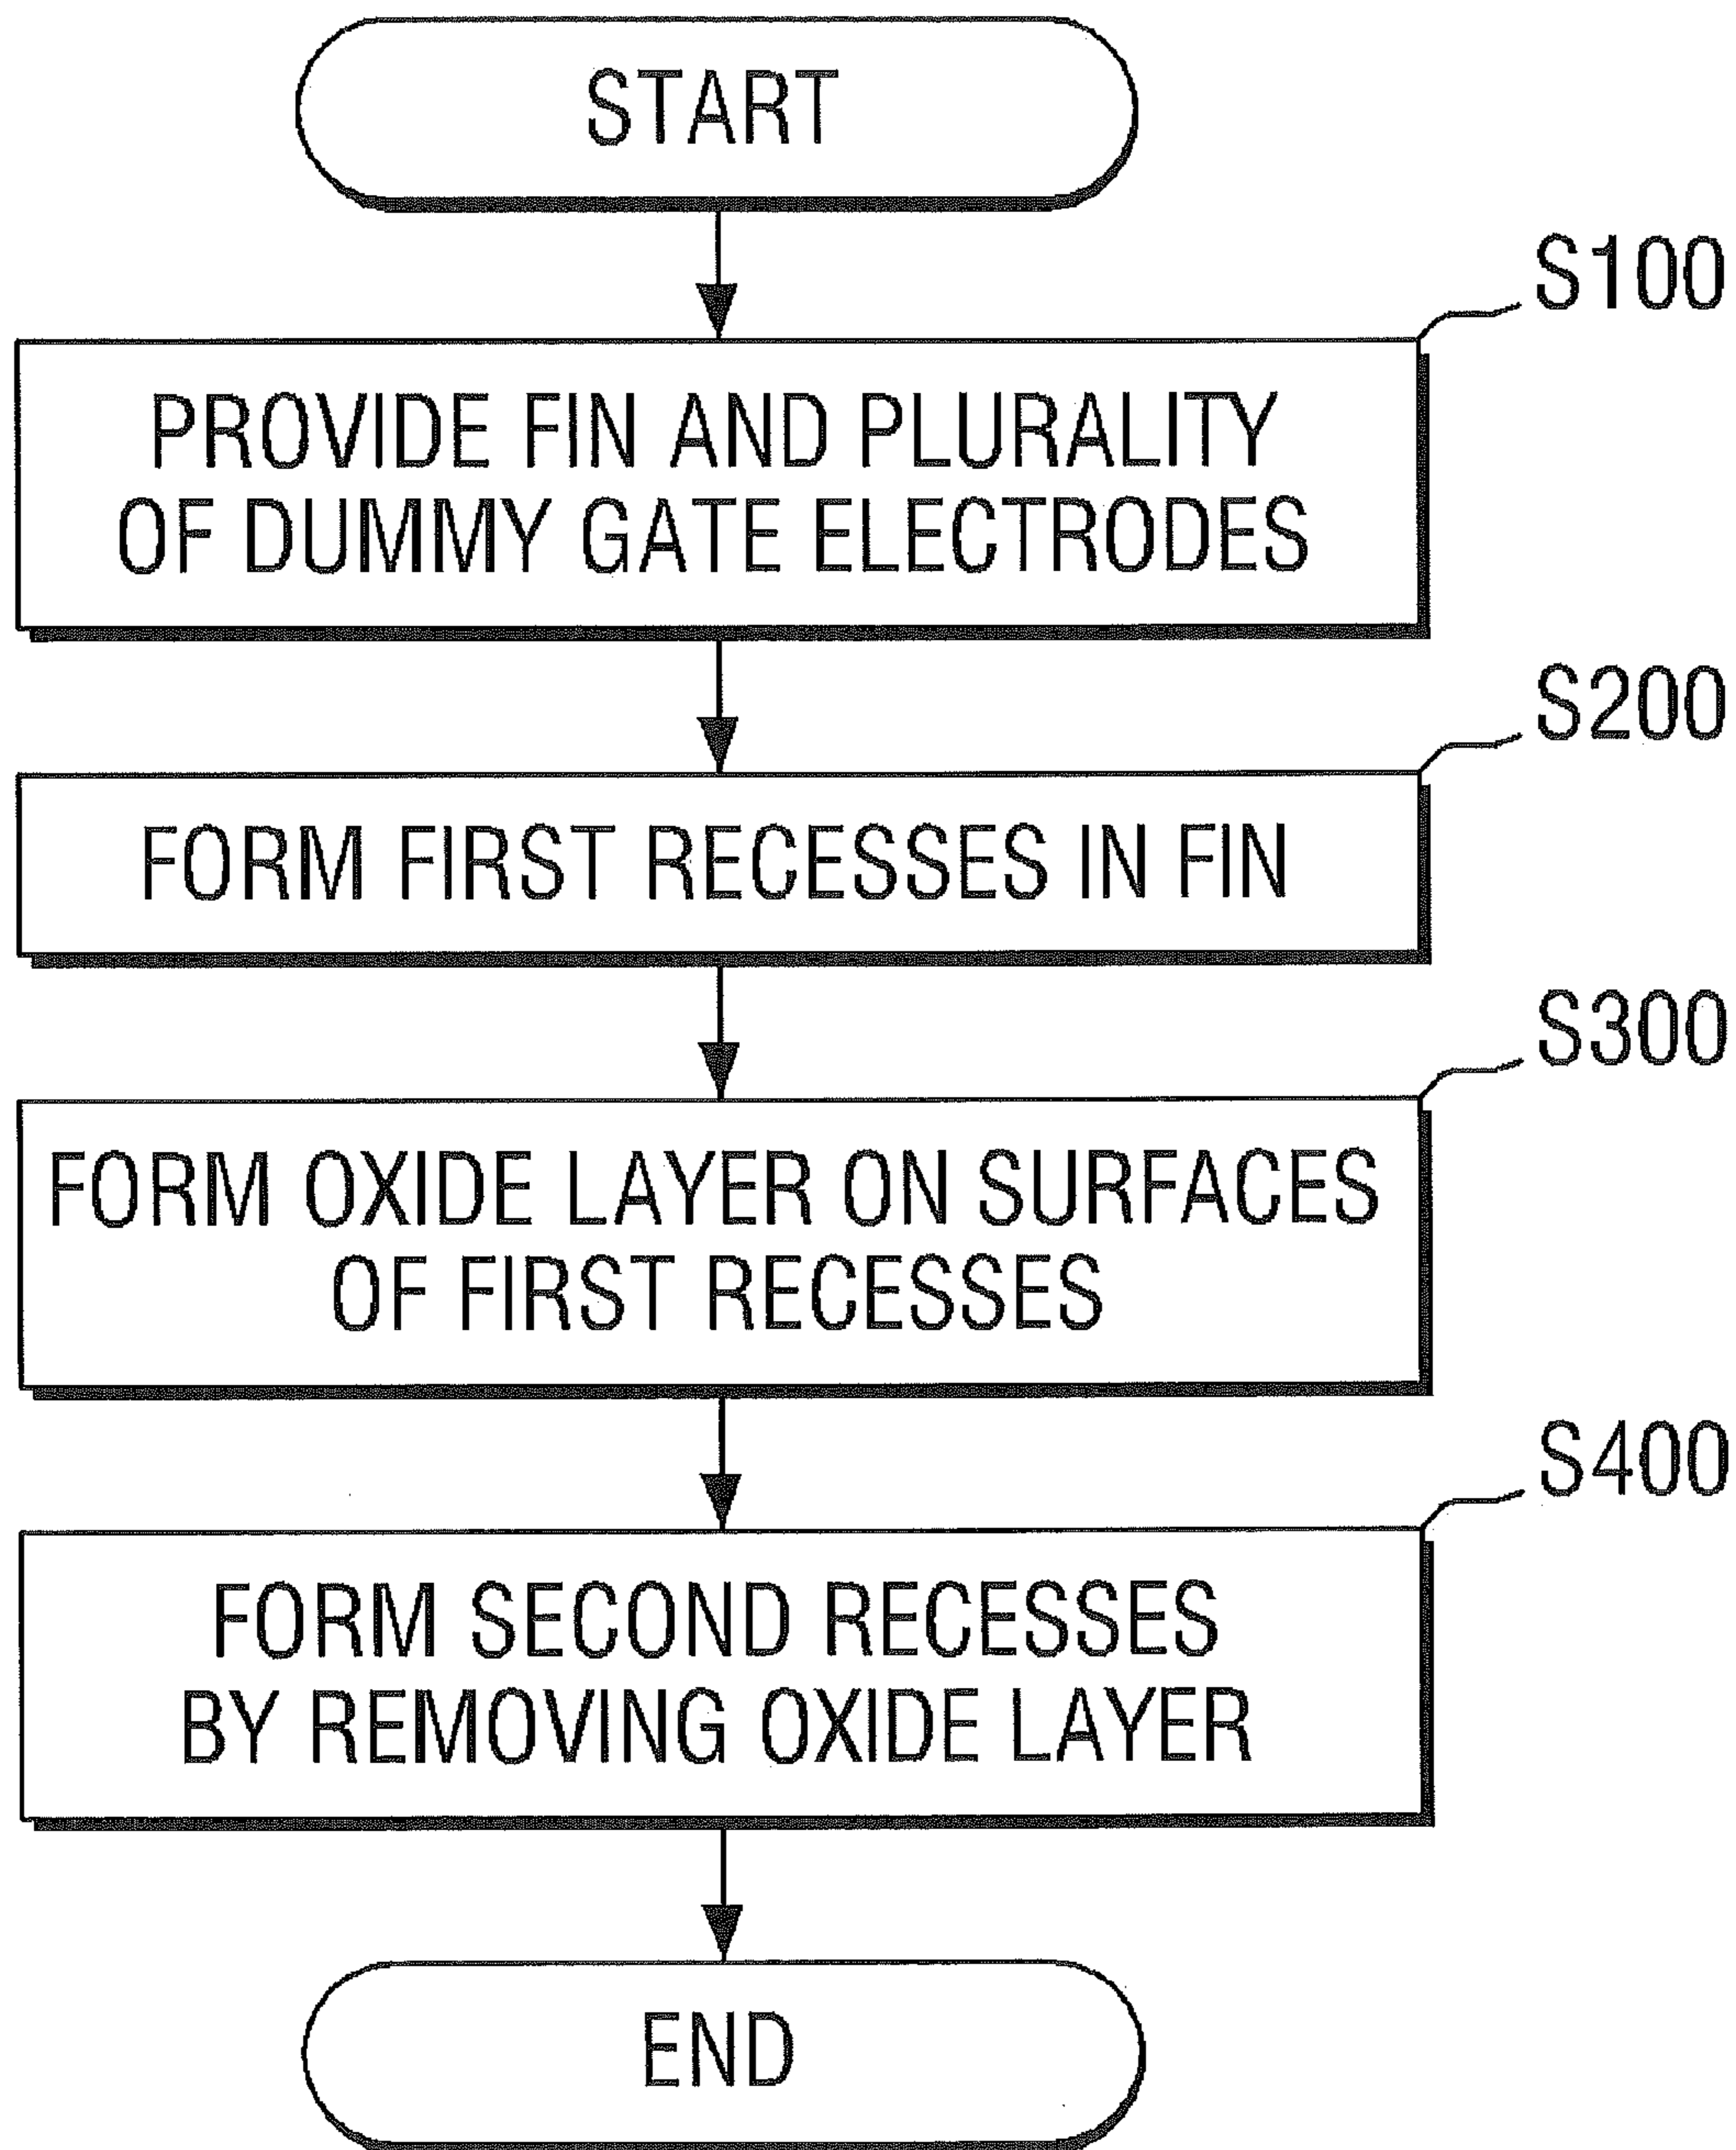 START
S100
PROVIDE FIN AND PLURALITY
OF DUMMY GATE ELECTRODES
S200
FORM FIRST RECESSES IN FIN
S300
FORM OXIDE LAYER ON SURFACES
OF FIRST RECESSES
S400
FORM SECOND RECESSES
BY REMOVING OXIDE LAYER
END